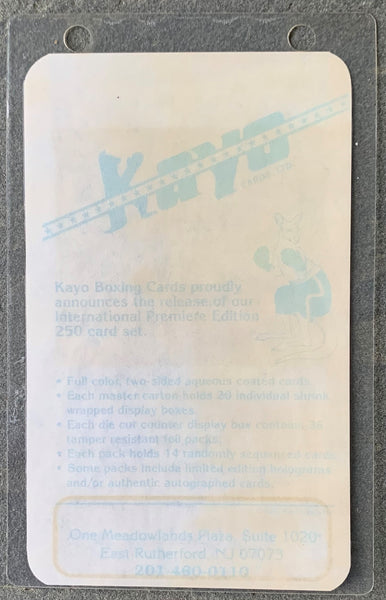 Kayo
CARDS LTD.
Kayo Boxing Cards proudly
announces the release of our
International Premiere Edition
250 card set.
• Full color, two-sided aqueous coated cards.
• Each master carton holds 20 individual shrink
wrapped display boxes.
• Each die cut counter display box contains 36
tamper resistant foil packs.
• Each pack holds 14 randomly sequenced cards.
• Some packs include limited edition holograms
and/or authentic autographed cards.
One Meadowlands Plaza, Suite 1020
East Rutherford, NJ 07073
201-460-0110